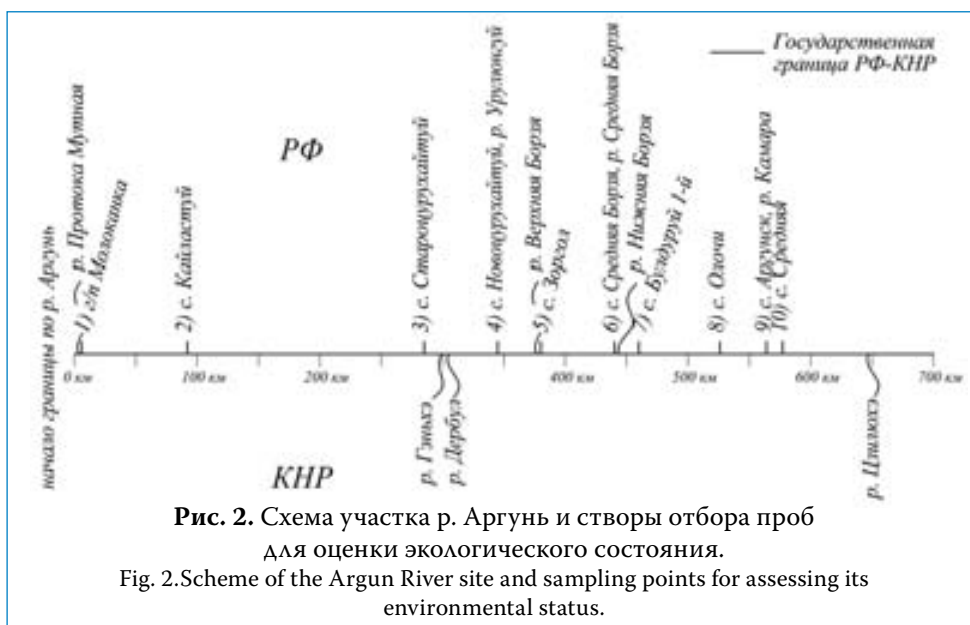 Государственная
граница РФ-КНР
РФ
начало границы по р. Аргунь
р. Протока Мутная
1) г/п Молоканка
2) с. Кайластуй
3) с. Староцурухайтуй
4) с. Новоцурухайтуй, р. Урулюнгуй
р. Верхняя Борзя
5) с. Зоргол
6) с. Средняя Борзя, р. Средняя Борзя
р. Нижняя Борзя
7) с. Булдуруй 1-й
8) с. Олочи
9) с. Аргунск, р. Камара
10) с. Средняя
0 км
100 км
200 км
400 км
500 км
600 км
700 км
р. Гэньхэ
р. Дербул
р. Цзилюхэ
КНР
Рис. 2. Схема участка р. Аргунь и створы отбора проб
для оценки экологического состояния.
Fig. 2.Scheme of the Argun River site and sampling points for assessing its
environmental status.